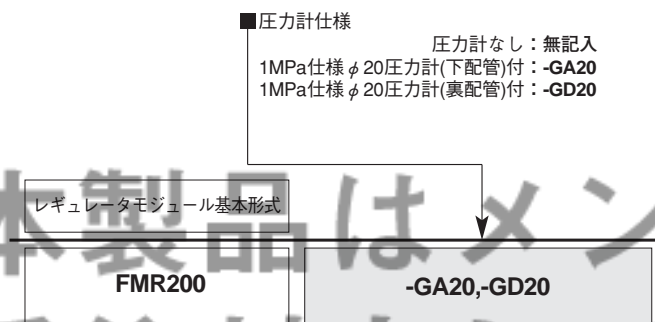 ■圧力計仕様
圧力計なし：無記入
1MPa仕様φ20圧力計(下配管)付：-GA20
1MPa仕様φ20圧力計(裏配管)付：-GD20
本製品はメン
レギュレータモジュール基本形式
FMR200
-GA20,-GD20